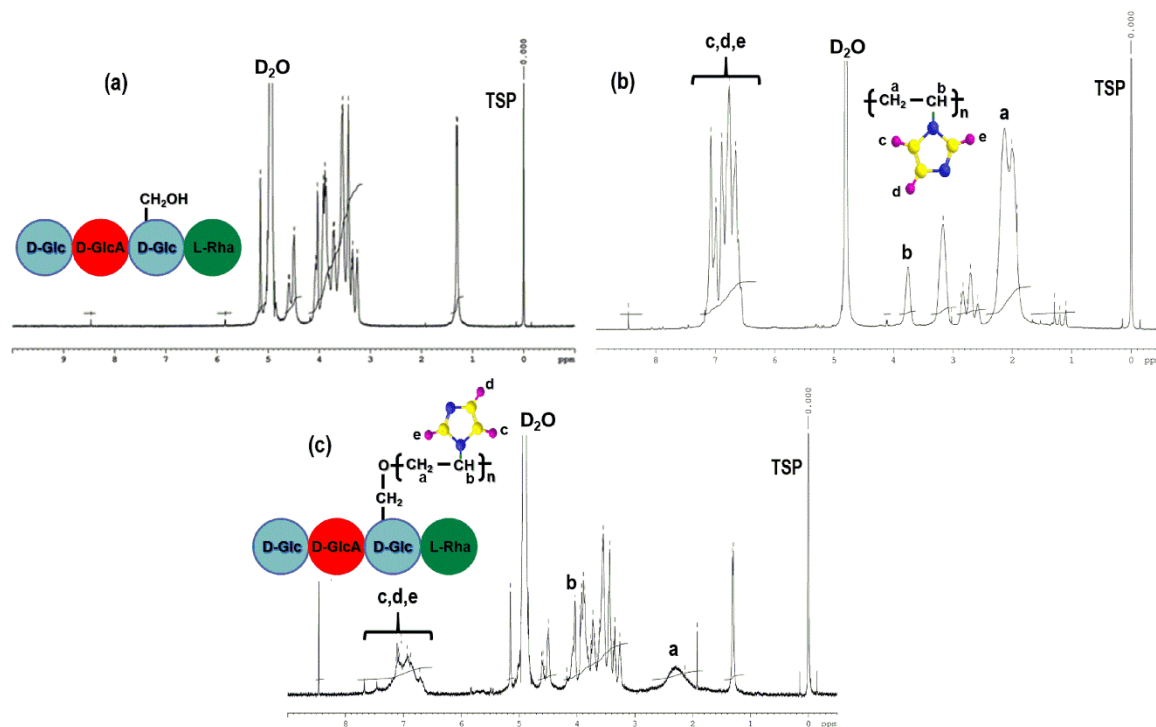 (a)
D₂O
TSP
0.000
CH₂OH
D-Glc D-GlcA D-Glc L-Rha
9 8 7 6 5 4 3 2 1 0 ppm
(b)
c,d,e
D₂O
TSP
0.000
a b
CH₂ CH n
c e
d
a
b
8 7 6 5 4 3 2 1 0 ppm
(c)
d
e c
D₂O
TSP
0.000
O CH₂ CH n
a b
CH₂
D-Glc D-GlcA D-Glc L-Rha
c,d,e
b
a
8 7 6 5 4 3 2 1 0 ppm